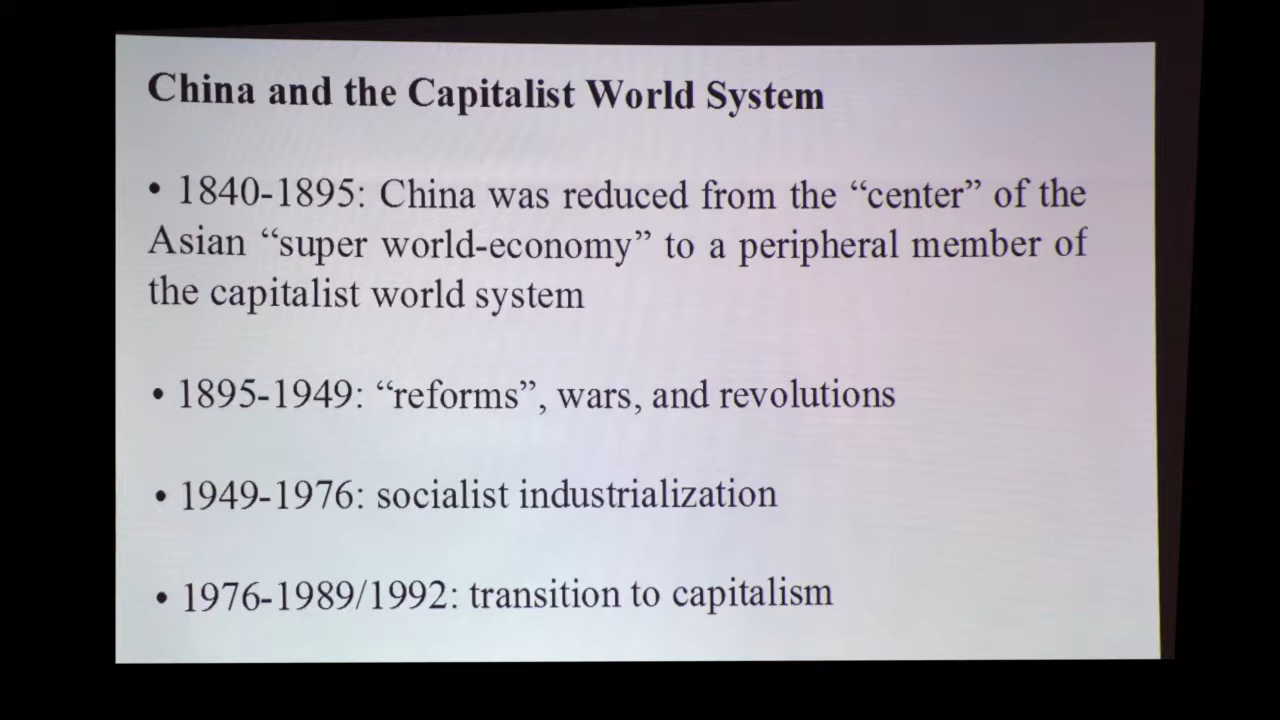 China and the Capitalist World System
• 1840-1895: China was reduced from the “center” of the
Asian “super world-economy” to a peripheral member of
the capitalist world system
• 1895-1949: “reforms”, wars, and revolutions
• 1949-1976: socialist industrialization
• 1976-1989/1992: transition to capitalism